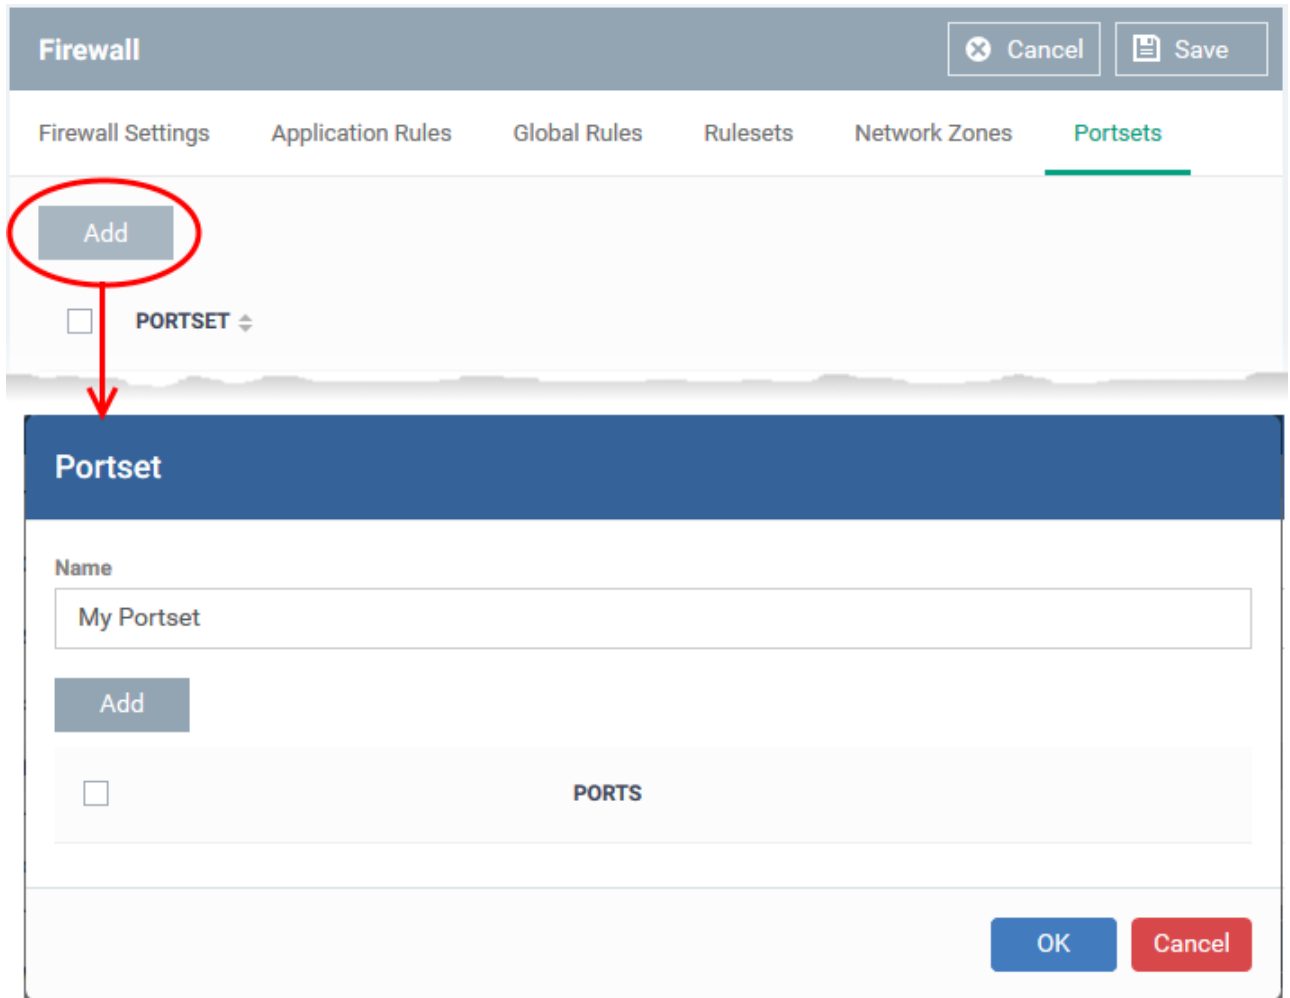 Firewall Cancel Save
Firewall Settings Application Rules Global Rules Rulesets Network Zones Portsets
Add
PORTSET
Portset
Name
My Portset
Add
PORTS
OK Cancel